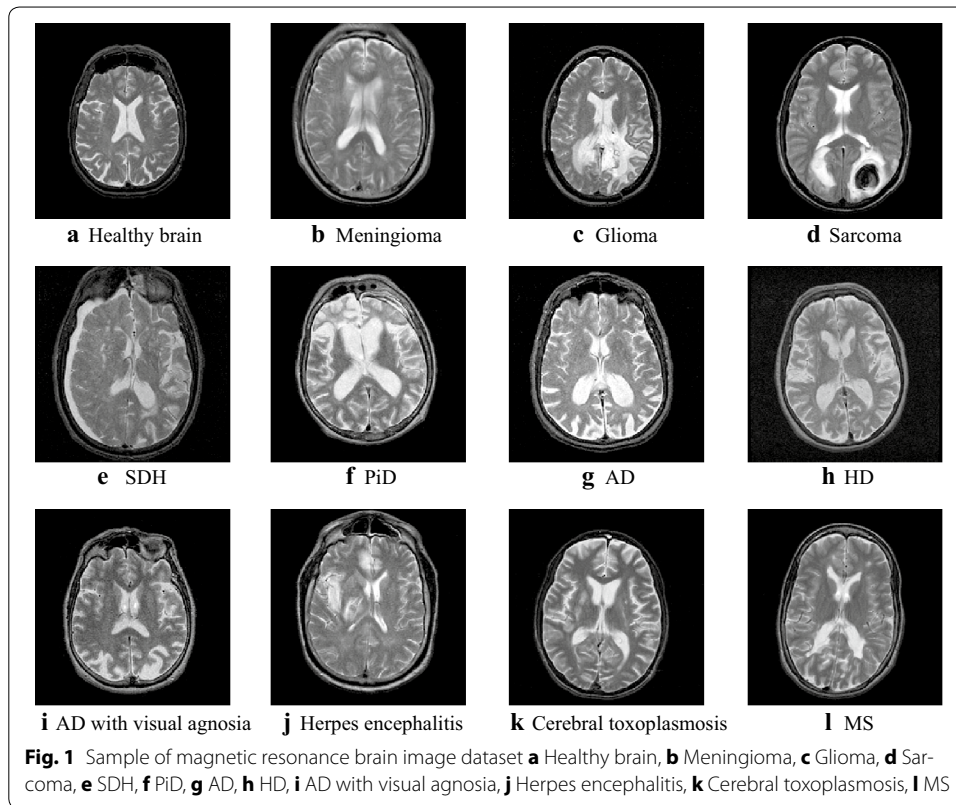 a Healthy brain
b Meningioma
c Glioma
d Sarcoma
e SDH
f PiD
g AD
h HD
i AD with visual agnosia
j Herpes encephalitis
k Cerebral toxoplasmosis
l MS
Fig. 1 Sample of magnetic resonance brain image dataset a Healthy brain, b Meningioma, c Glioma, d Sar-
coma, e SDH, f PiD, g AD, h HD, i AD with visual agnosia, j Herpes encephalitis, k Cerebral toxoplasmosis, l MS